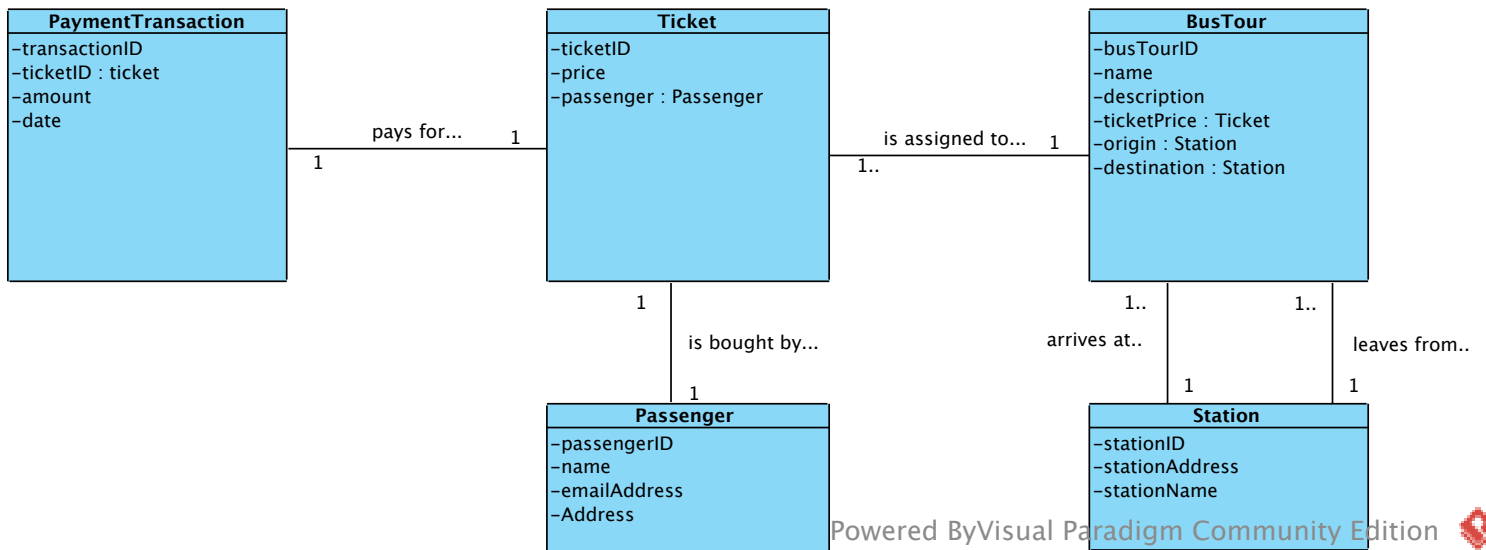 PaymentTransaction
-transactionID
-ticketID : ticket
-amount
-date
pays for...
1
1
Ticket
-ticketID
-price
-passenger : Passenger
is assigned to...
1
1..
BusTour
-busTourID
-name
-description
-ticketPrice : Ticket
-origin : Station
-destination : Station
1
is bought by...
1
1..
arrives at..
1
1..
leaves from..
1
Passenger
-passengerID
-name
-emailAddress
-Address
Station
-stationID
-stationAddress
-stationName
Powered ByVisual Paradigm Community Edition